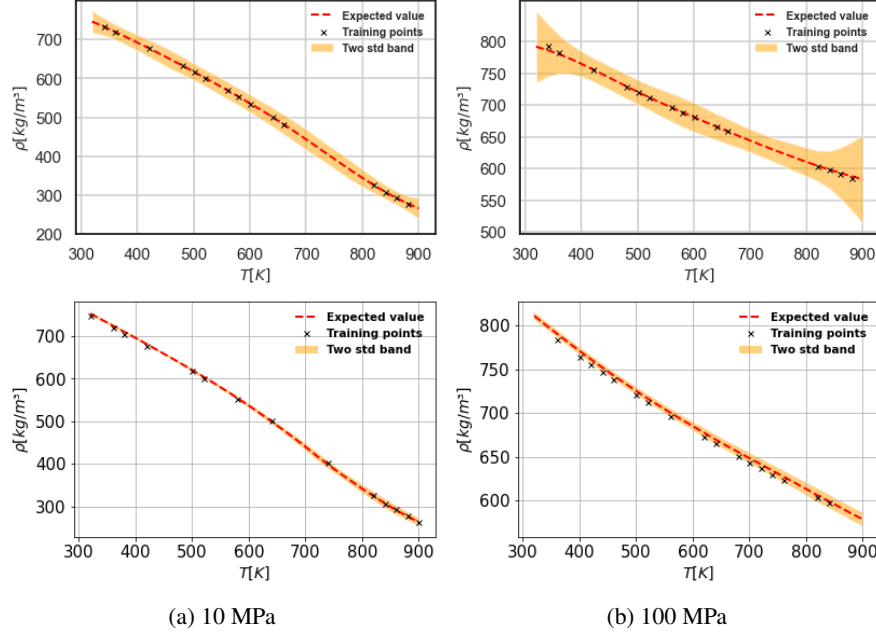 Expected value
Training points
Two std band
700
600
500
400
300
200
ρ[kg/m³]
300 400 500 600 700 800 900
T[K]
Expected value
Training points
Two std band
800
750
700
650
600
550
500
ρ[kg/m³]
300 400 500 600 700 800 900
T[K]
Expected value
Training points
Two std band
700
600
500
400
300
ρ[kg/m³]
300 400 500 600 700 800 900
T[K]
(a) 10 MPa
Expected value
Training points
Two std band
800
750
700
650
600
ρ[kg/m³]
300 400 500 600 700 800 900
T[K]
(b) 100 MPa